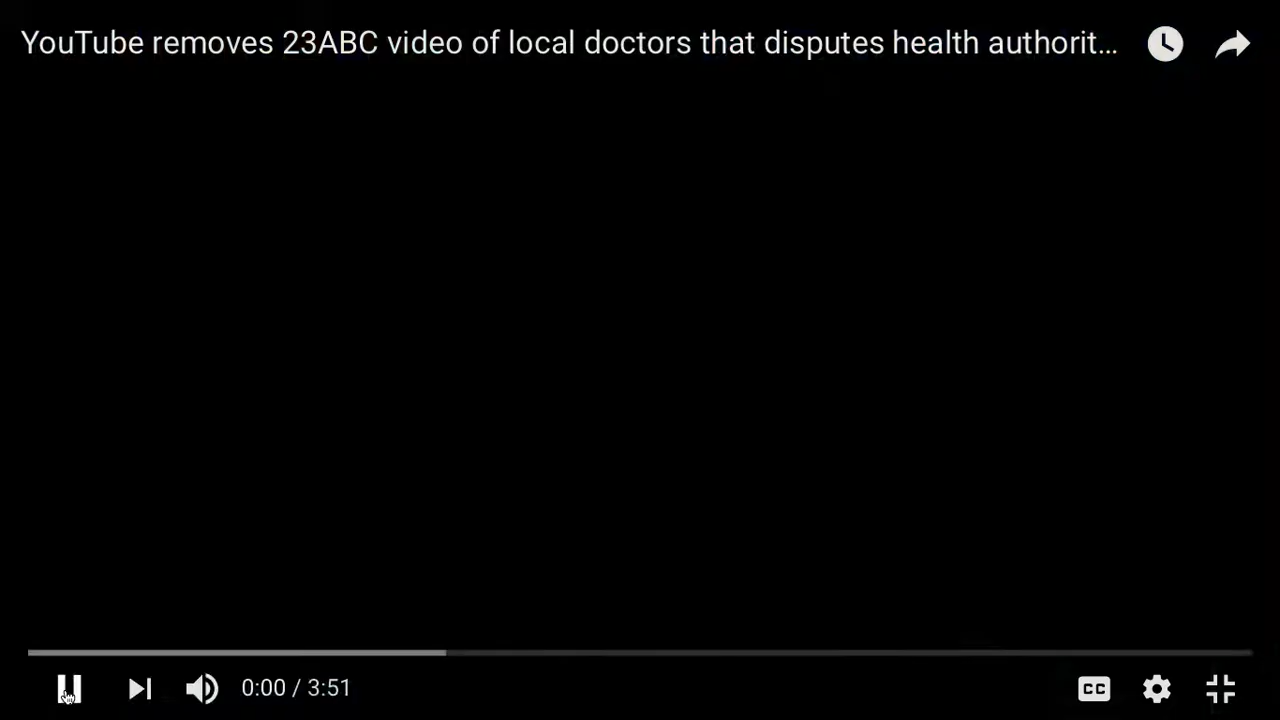 YouTube removes 23ABC video of local doctors that disputes health authorit...
0:00 / 3:51
CC